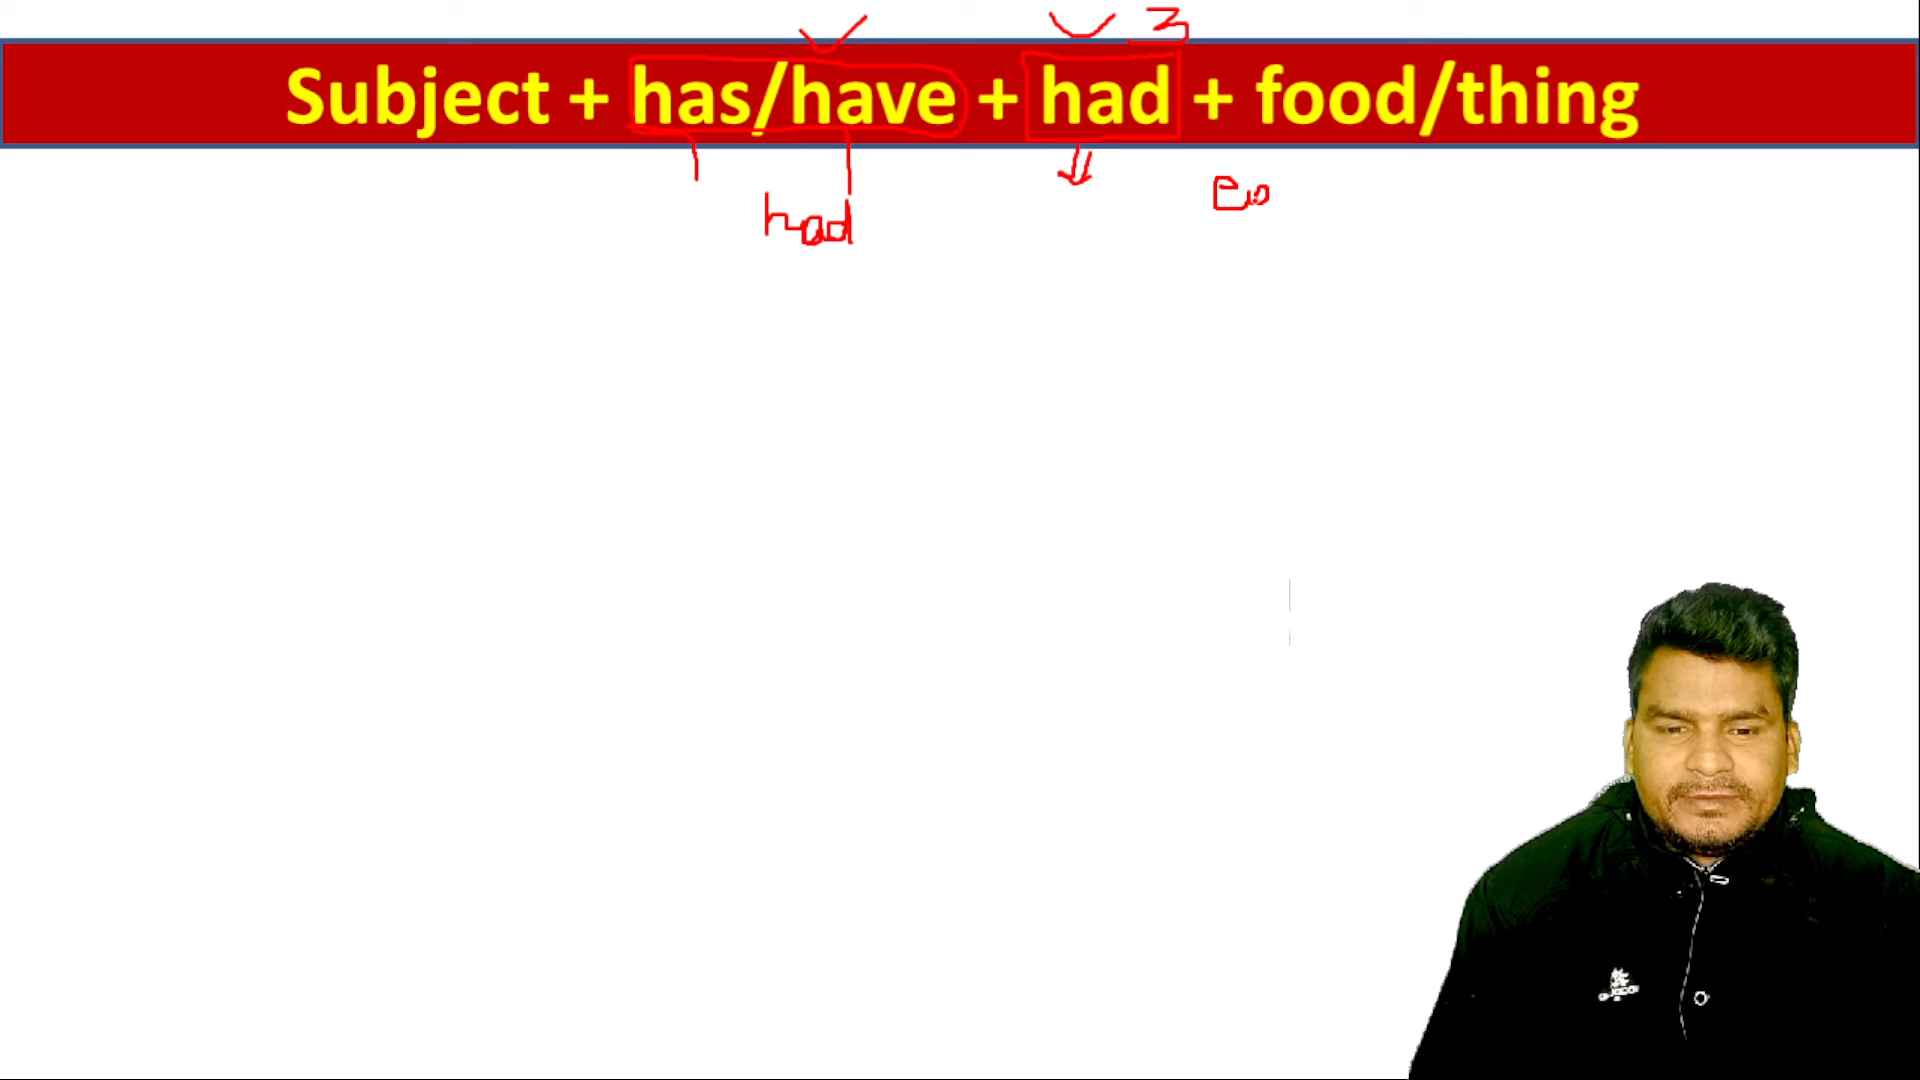 3
Subject + has/have + had + food/thing
had